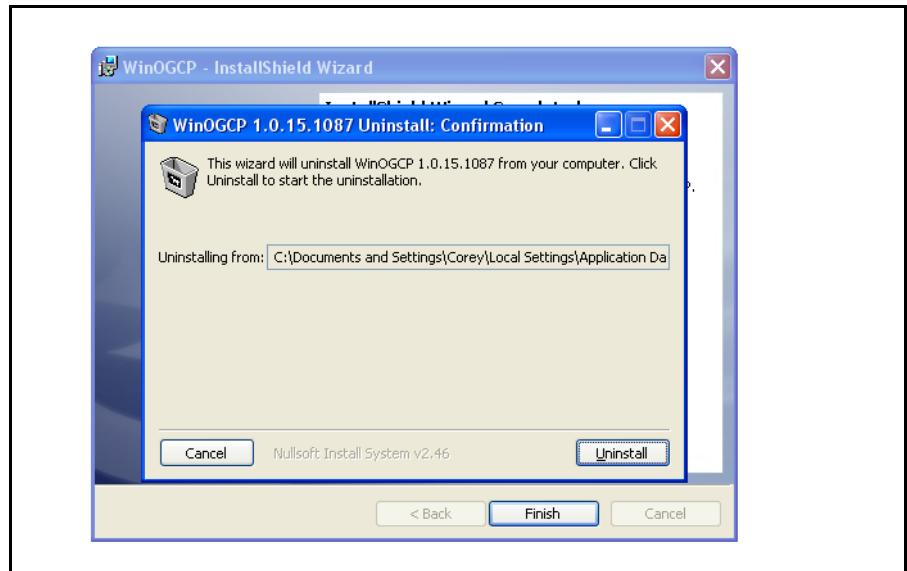 WinOGCP - InstallShield Wizard
WinOGCP 1.0.15.1087 Uninstall: Confirmation
This wizard will uninstall WinOGCP 1.0.15.1087 from your computer. Click
Uninstall to start the uninstallation.
Uninstalling from: C:\Documents and Settings\Corey\Local Settings\Application Da
Cancel Nullsoft Install System v2.46 Uninstall
< Back Finish Cancel